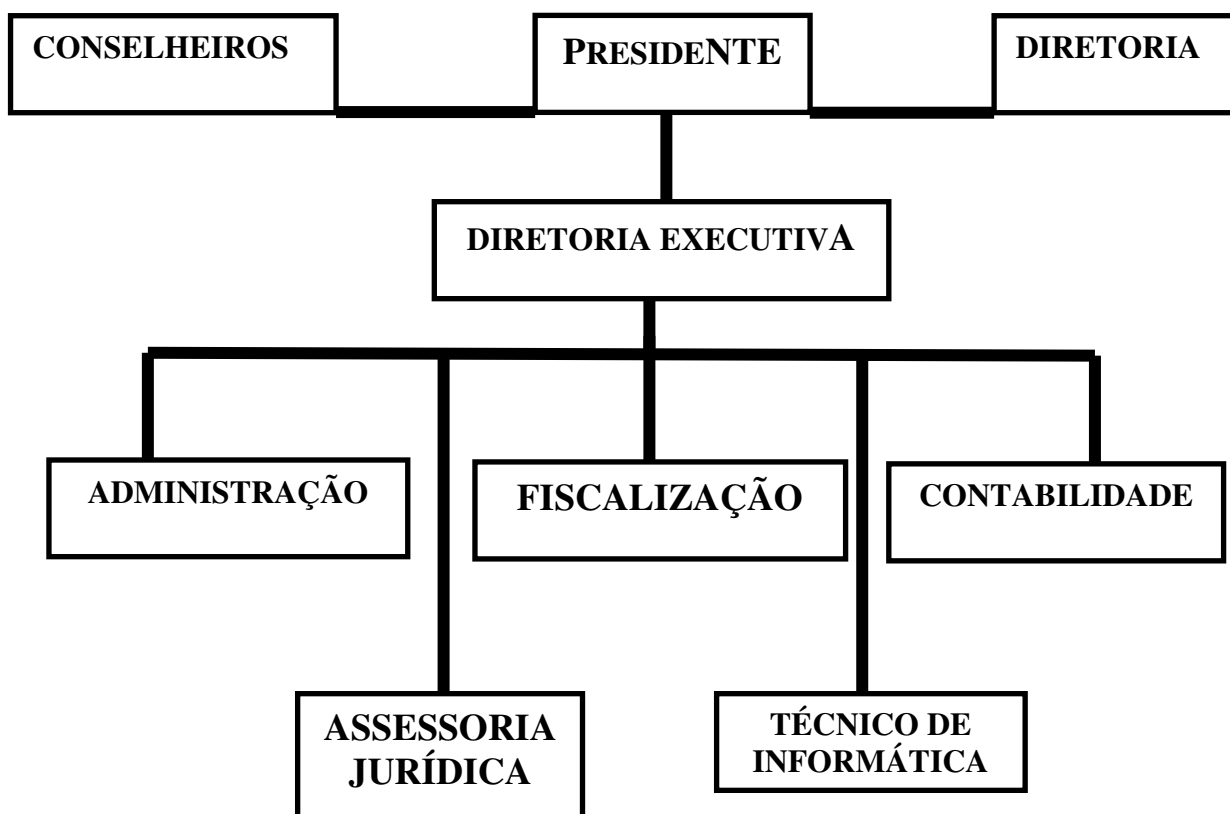 CONSELHEIROS
PRESIDeNTE
DIRETORIA
DIRETORIA EXECUTIVA
ADMINISTRAÇÃO
FISCALIZAÇÃO
CONTABILIDADE
ASSESSORIA
JURÍDICA
TÉCNICO DE
INFORMÁTICA